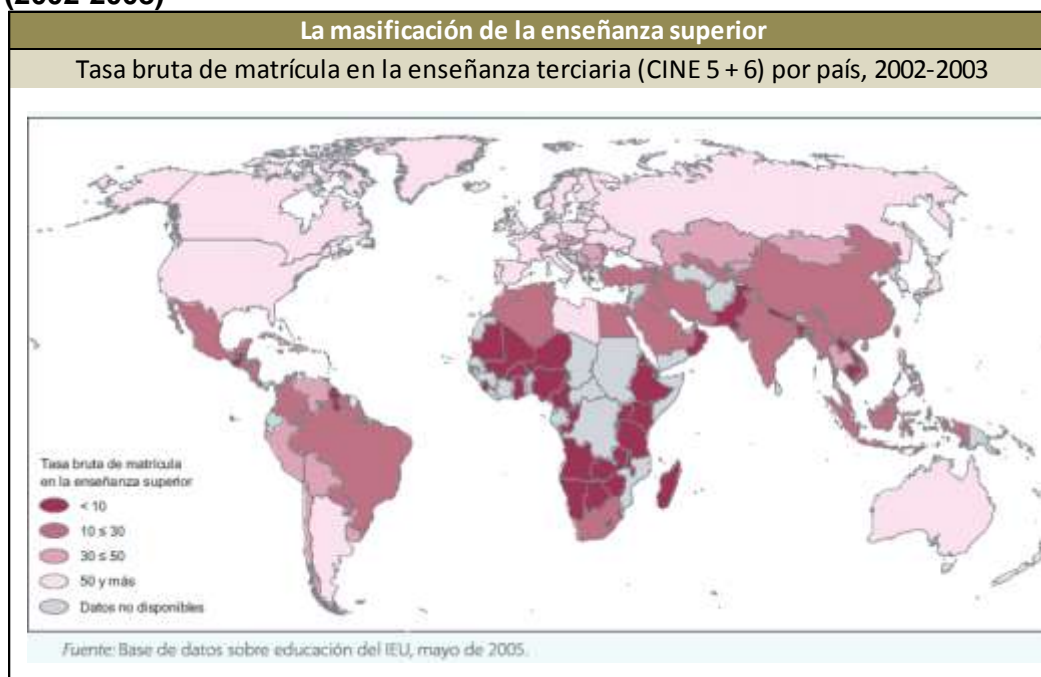 (2002-2003)
La masificación de la enseñanza superior
Tasa bruta de matrícula en la enseñanza terciaria (CINE 5 + 6) por país, 2002-2003
Tasa bruta de matrícula
en la enseñanza superior
< 10
10 ≤ 30
30 ≤ 50
50 y más
Datos no disponibles
Fuente: Base de datos sobre educación del IEU, mayo de 2005.